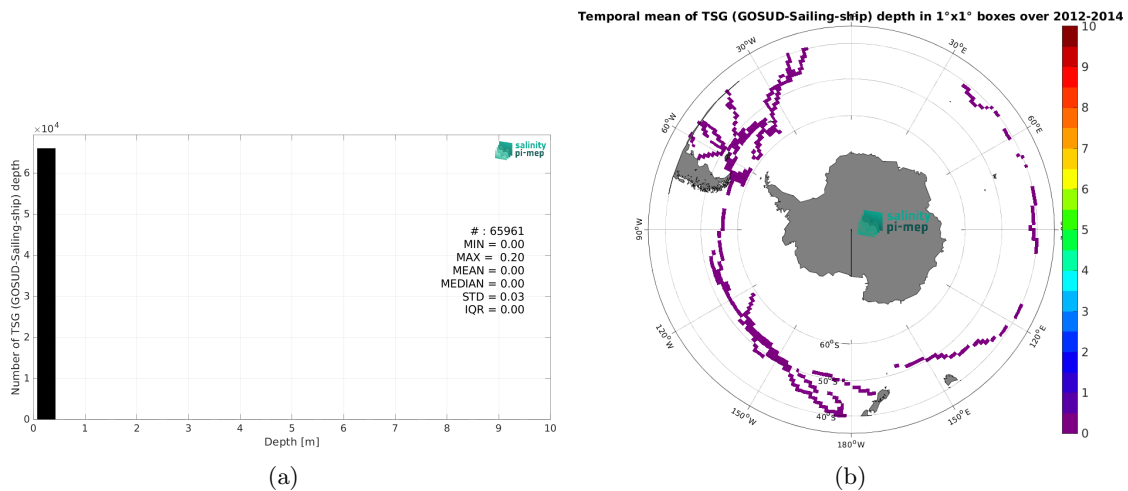 ×10⁴
6
5
4
3
2
1
0
Number of TSG (GOSUD-Sailing-ship) depth
0 1 2 3 4 5 6 7 8 9 10
Depth [m]
salinity
pi-mep
# : 65961
MIN = 0.00
MAX = 0.20
MEAN = 0.00
MEDIAN = 0.00
STD = 0.03
IQR = 0.00
(a)
Temporal mean of TSG (GOSUD-Sailing-ship) depth in 1°x1° boxes over 2012-2014
30°W
30°E
60°W
60°E
90°W
salinity
pi-mep
120°W
120°E
60°S
50°S
40°S
150°W
150°E
180°W
10
9
8
7
6
5
4
3
2
1
0
(b)